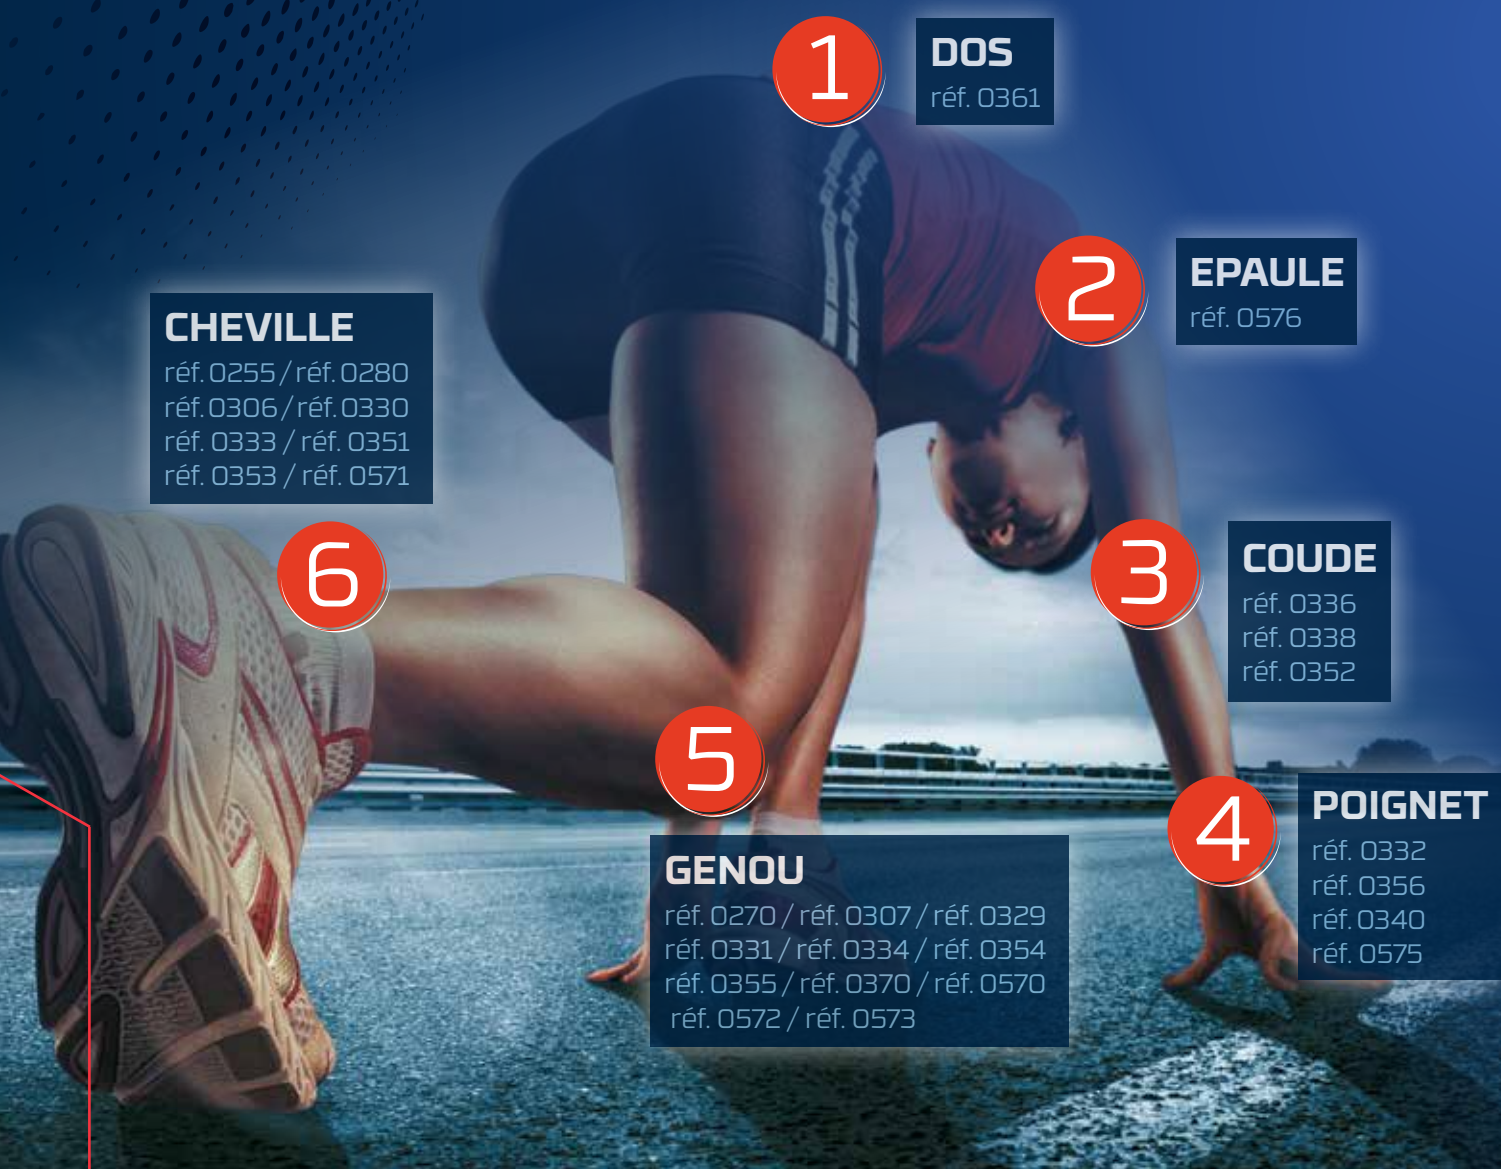 1
DOS
réf. 0361
2
EPAULE
réf. 0576
CHEVILLE
réf. 0255 / réf. 0280
réf. 0306 / réf. 0330
réf. 0333 / réf. 0351
réf. 0353 / réf. 0571
6
3
COUDE
réf. 0336
réf. 0338
réf. 0352
5
GENOU
réf. 0270 / réf. 0307 / réf. 0329
réf. 0331 / réf. 0334 / réf. 0354
réf. 0355 / réf. 0370 / réf. 0570
réf. 0572 / réf. 0573
4
POIGNET
réf. 0332
réf. 0356
réf. 0340
réf. 0575